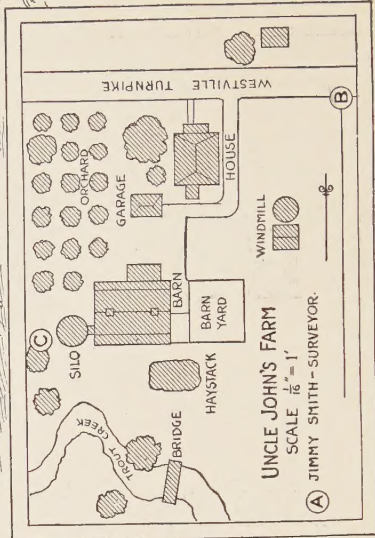 WESTVILLE TURNPIKE
ORCHARD
GARAGE
HOUSE
C
SILO
BARN
BARN
YARD
WINDMILL
HAYSTACK
TROUT CREEK
BRIDGE
UNCLE JOHN'S FARM
SCALE 1/16" = 1'
A JIMMY SMITH - SURVEYOR.
B